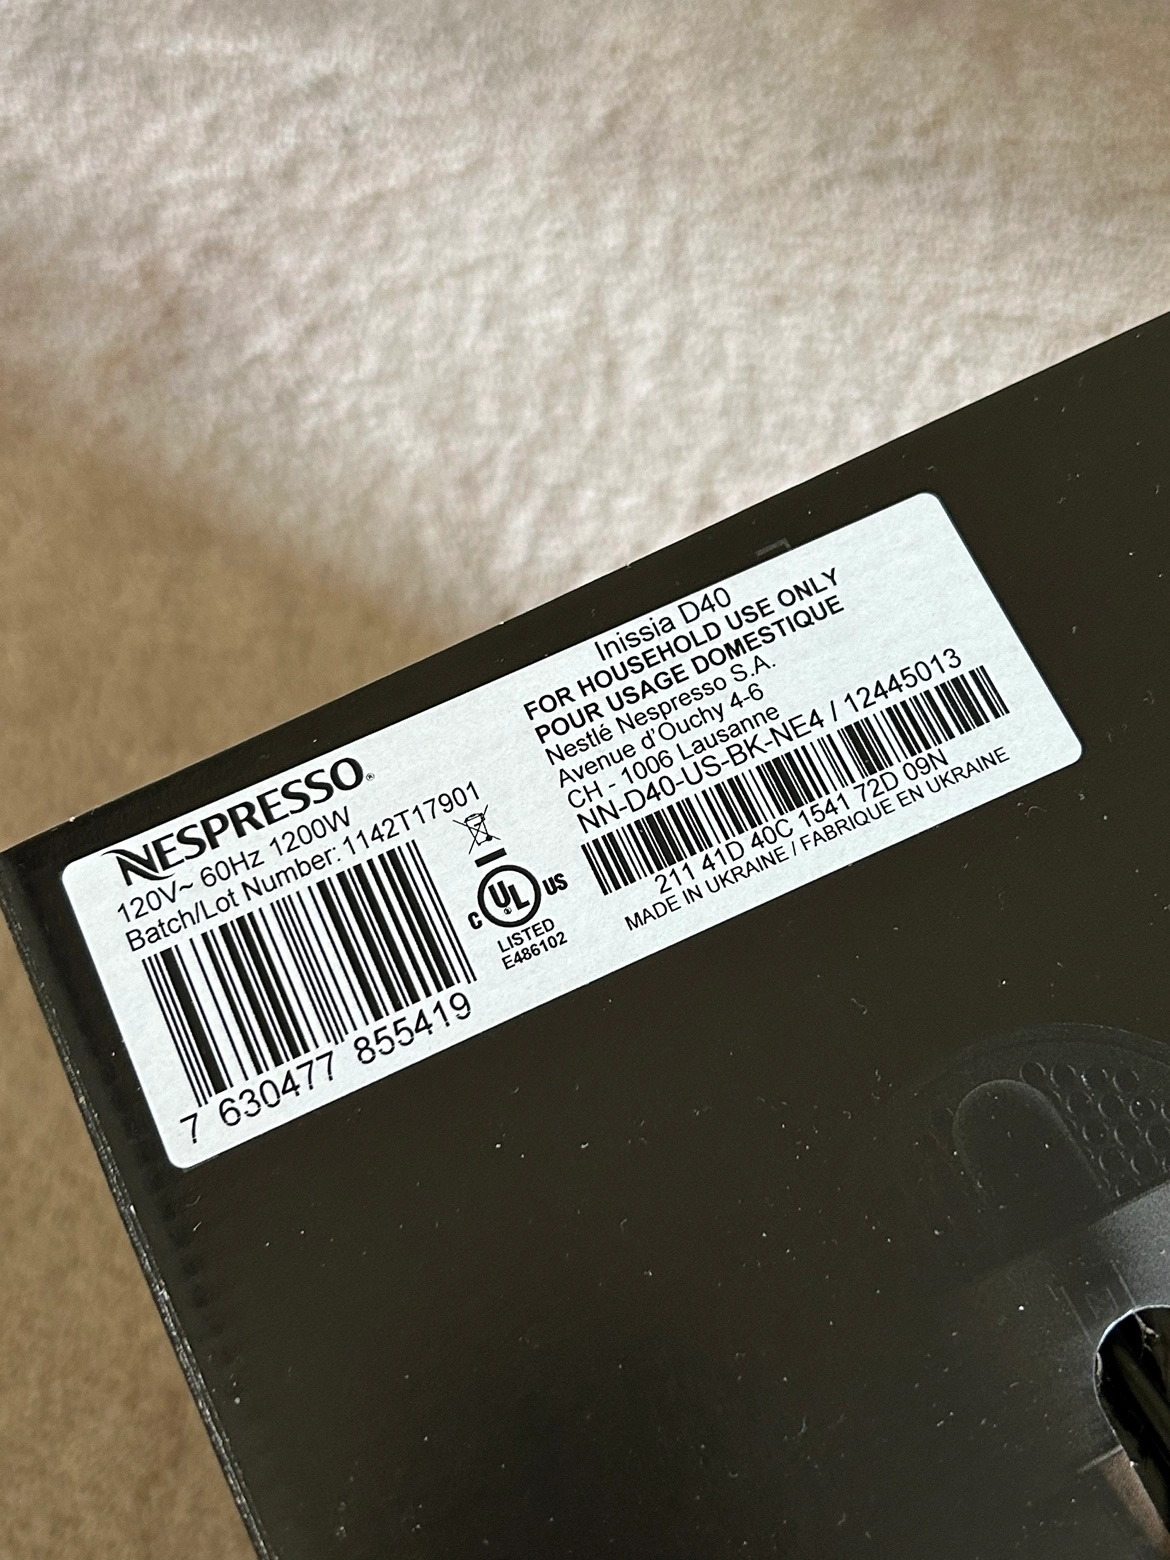 NESPRESSO®
120V~ 60Hz 1200W
Batch/Lot Number: 1142T17901
7 630477 855419
C UL® US
LISTED
E486102
Inissia D40
FOR HOUSEHOLD USE ONLY
POUR USAGE DOMESTIQUE
Nestlé Nespresso S.A.
Avenue d'Ouchy 4-6
CH - 1006 Lausanne
NN-D40-US-BK-NE4 / 12445013
211 41D 40C 1541 72D 09N
MADE IN UKRAINE / FABRIQUE EN UKRAINE